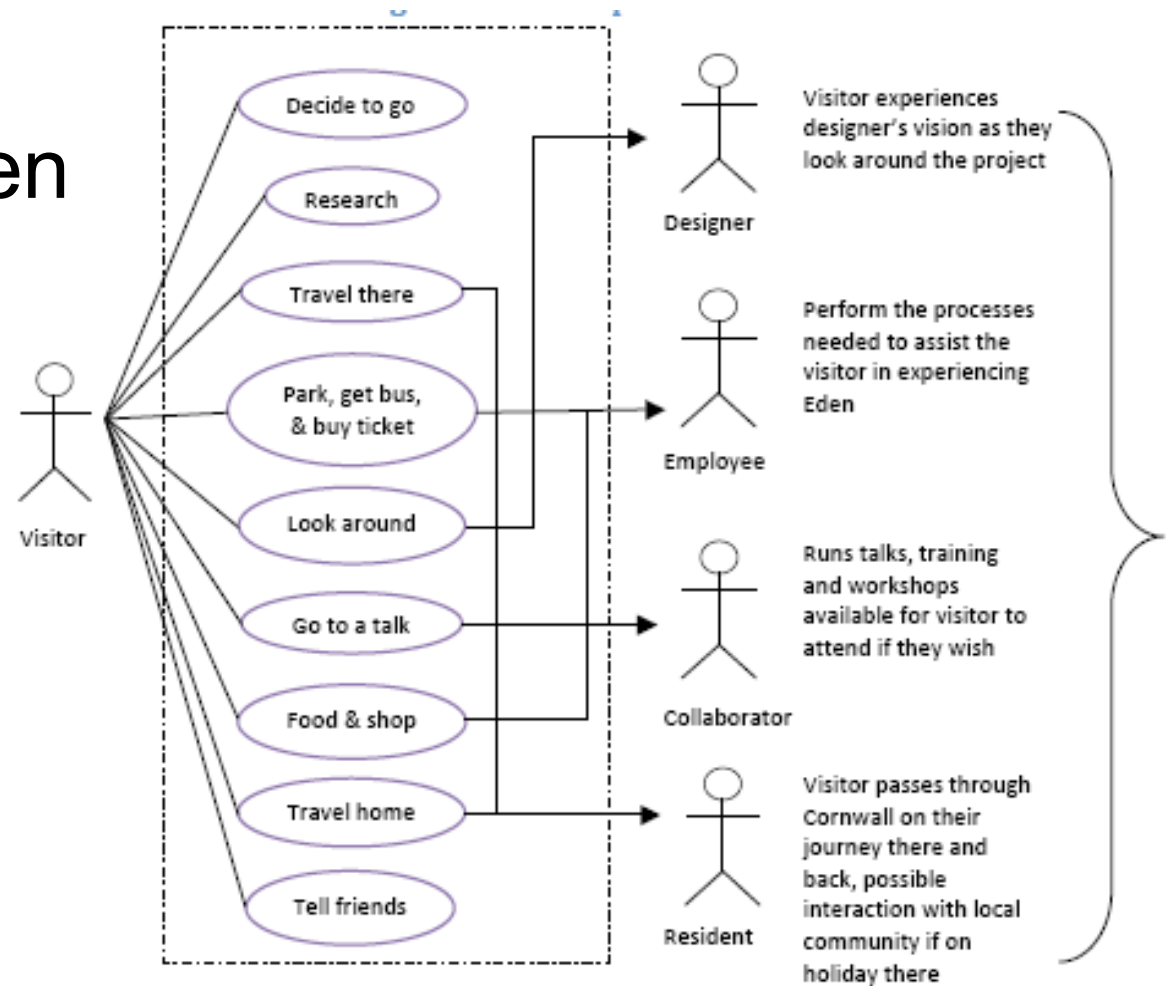 en
Decide to go
Research
Travel there
Park, get bus,
& buy ticket
Look around
Go to a talk
Food & shop
Travel home
Tell friends
Visitor
Designer
Visitor experiences
designer's vision as they
look around the project
Employee
Perform the processes
needed to assist the
visitor in experiencing
Eden
Collaborator
Runs talks, training
and workshops
available for visitor to
attend if they wish
Resident
Visitor passes through
Cornwall on their
journey there and
back, possible
interaction with local
community if on
holiday there